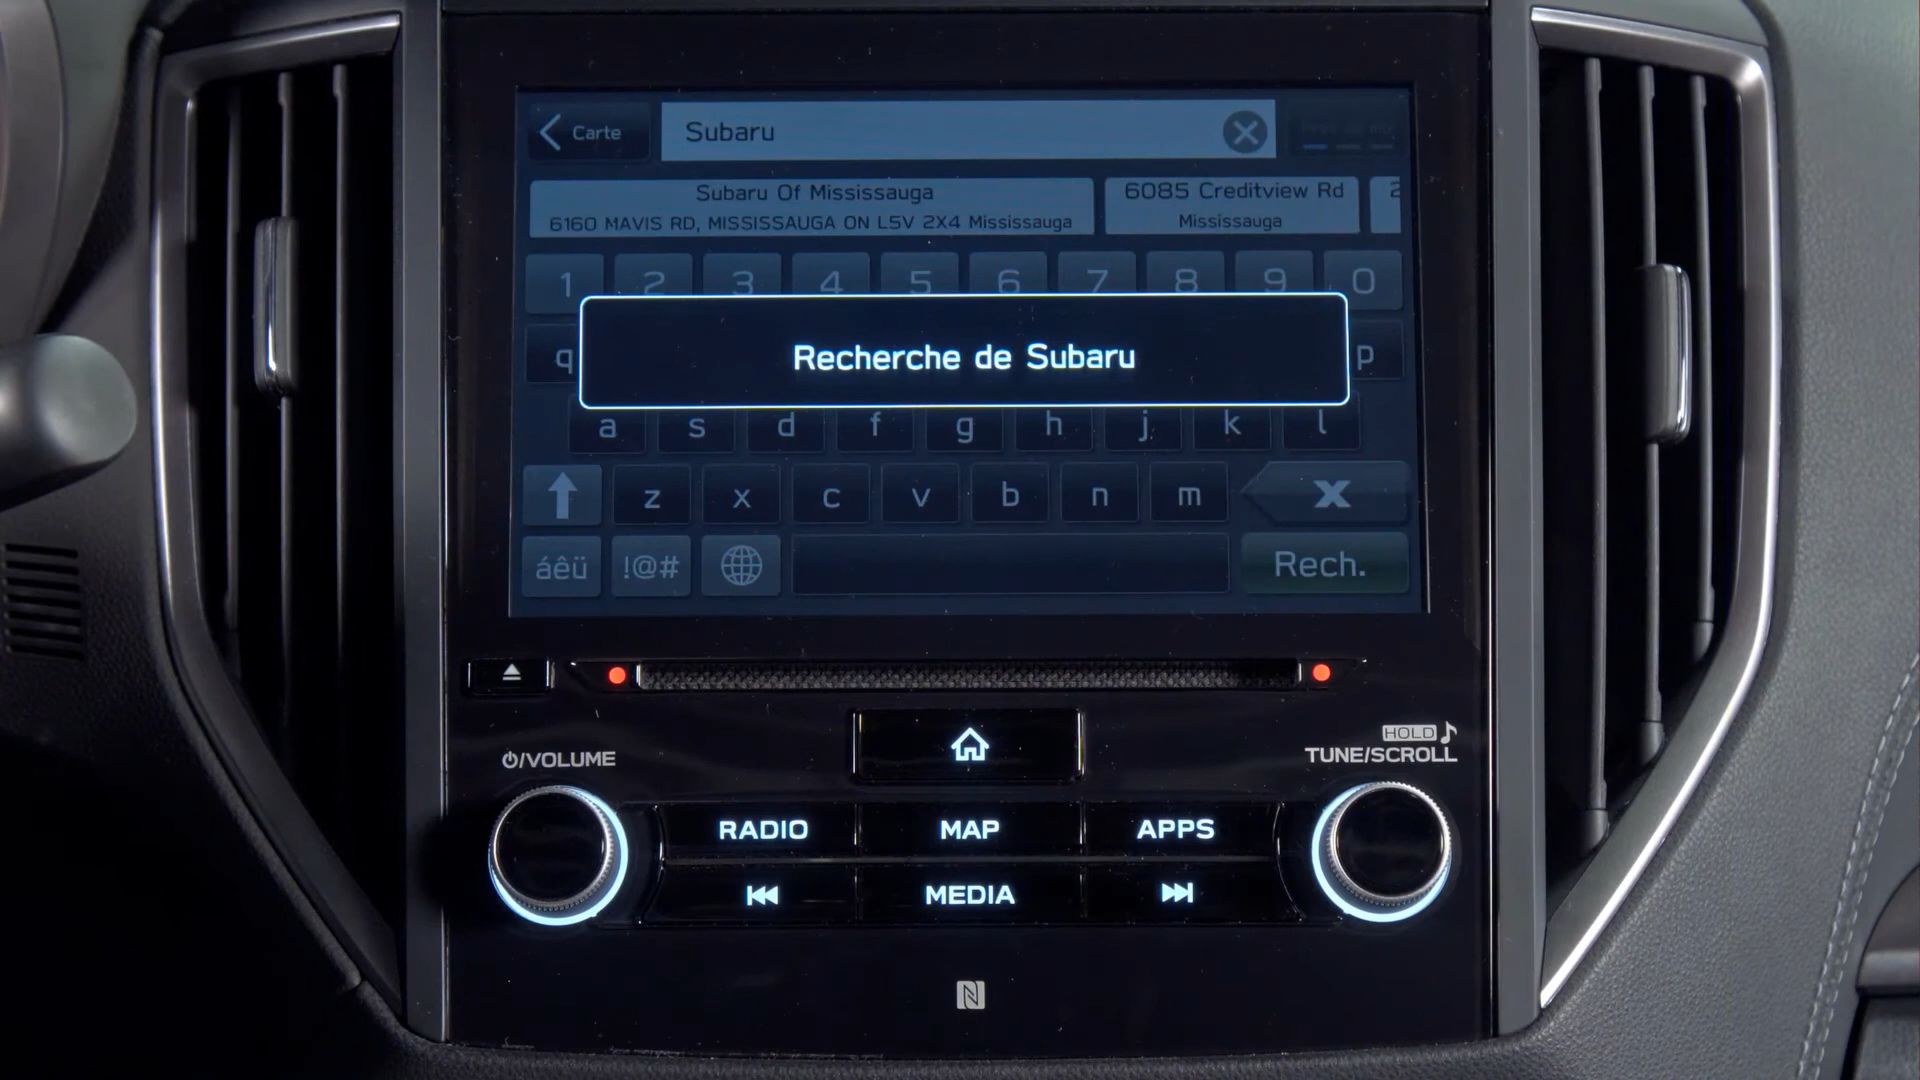 Carte
Subaru
Subaru Of Mississauga
6160 MAVIS RD, MISSISSAUGA ON L5V 2X4 Mississauga
6085 Creditview Rd
Mississauga
1 2 3 4 5 6 7 8 9 0
q
p
Recherche de Subaru
a s d f g h j k l
z x c v b n m X
áêü !@# Rech.
/VOLUME
HOLD
TUNE/SCROLL
RADIO MAP APPS
MEDIA
N